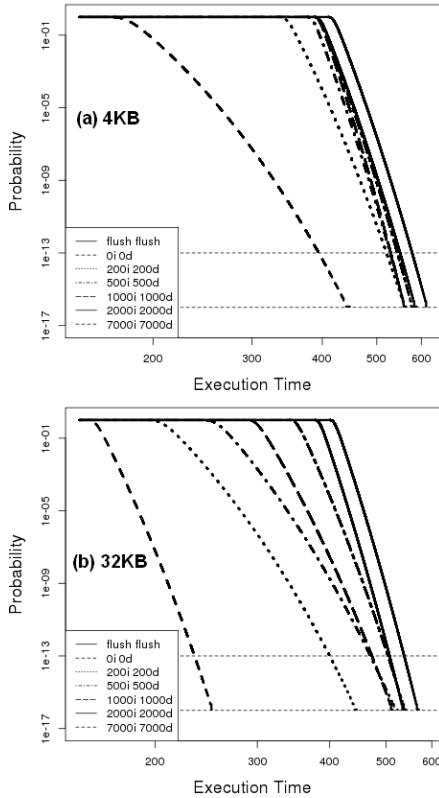 1e-01
1e-05
1e-09
1e-13
1e-17
Probability
(a) 4KB
flush flush
0i 0d
200i 200d
500i 500d
1000i 1000d
2000i 2000d
7000i 7000d
200
300
400
500
600
Execution Time
1e-01
1e-05
1e-09
1e-13
1e-17
Probability
(b) 32KB
flush flush
0i 0d
200i 200d
500i 500d
1000i 1000d
2000i 2000d
7000i 7000d
200
300
400
500
600
Execution Time